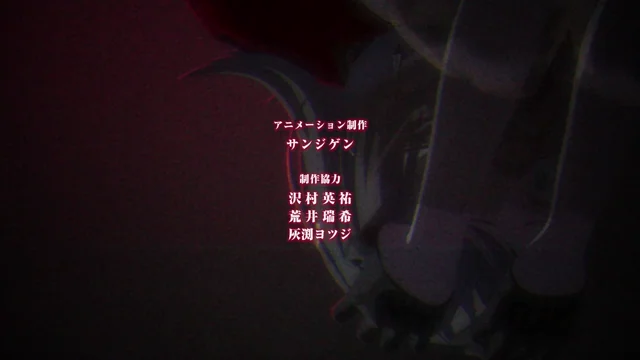 アニメーション制作
サンジゲン
制作協力
沢村英祐
荒井瑞希
灰渕ヨツジ